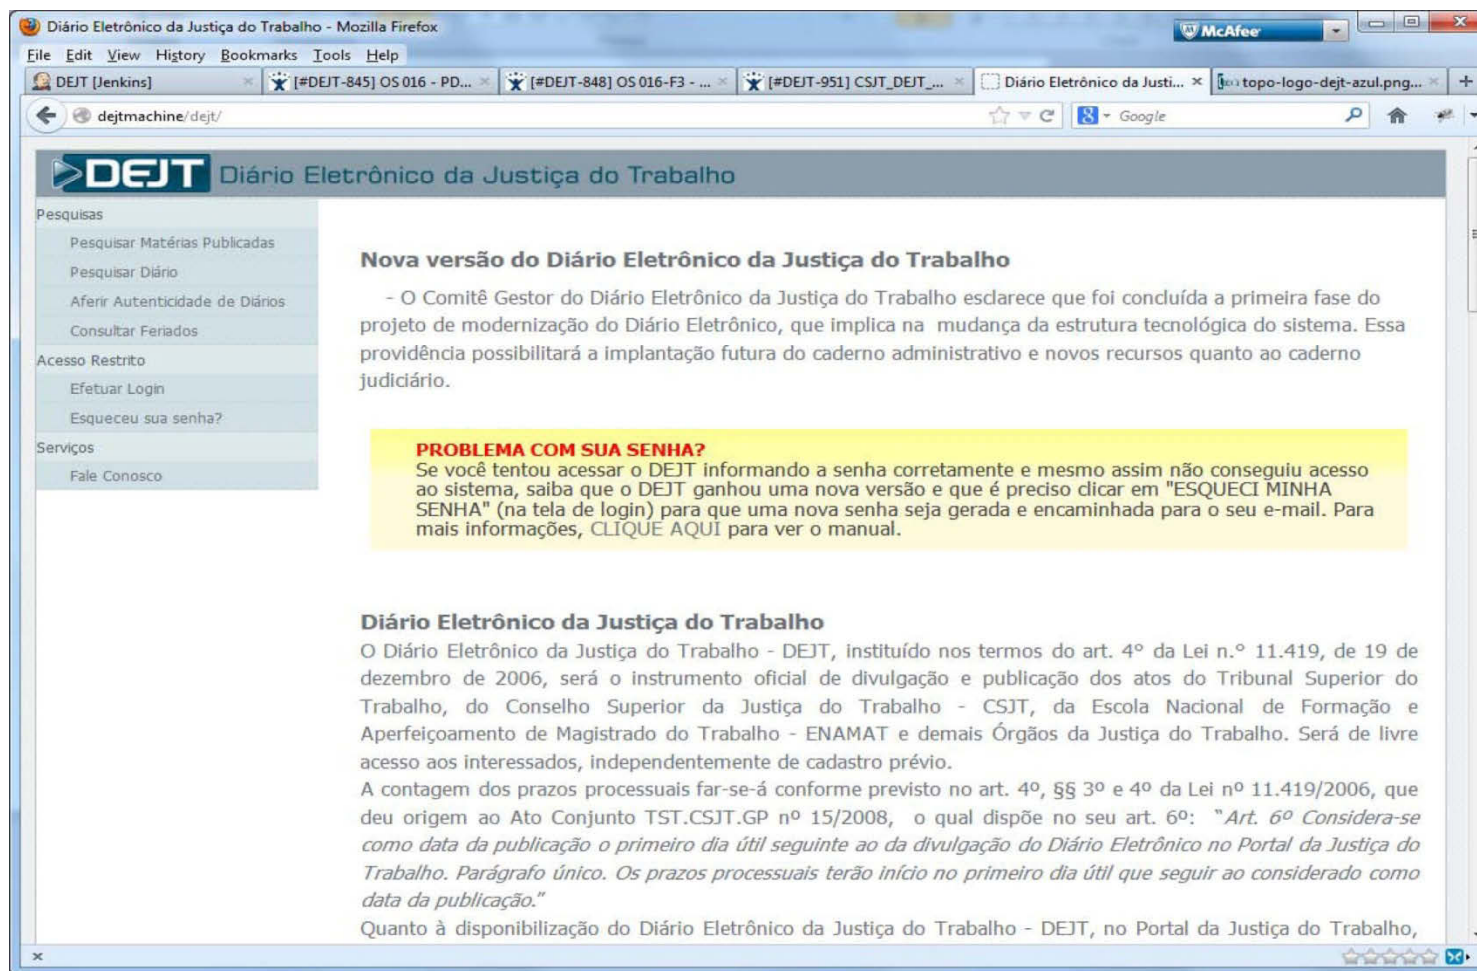 Diário Eletrônico da Justiça do Trabalho - Mozilla Firefox
McAfee
File Edit View History Bookmarks Tools Help
DEJT [Jenkins]
[#DEJT-845] OS 016 - PD...
[#DEJT-848] OS 016-F3 - ...
[#DEJT-951] CSJT_DEJT_...
Diário Eletrônico da Justi...
topo-logo-dejt-azul.png...
dejtmachine/dejt/
Google
DEJT Diário Eletrônico da Justiça do Trabalho
Pesquisas
Pesquisar Matérias Publicadas
Pesquisar Diário
Aferir Autenticidade de Diários
Consultar Feriados
Acesso Restrito
Efetuar Login
Esqueceu sua senha?
Serviços
Fale Conosco
Nova versão do Diário Eletrônico da Justiça do Trabalho
- O Comitê Gestor do Diário Eletrônico da Justiça do Trabalho esclarece que foi concluída a primeira fase do
projeto de modernização do Diário Eletrônico, que implica na mudança da estrutura tecnológica do sistema. Essa
providência possibilitará a implantação futura do caderno administrativo e novos recursos quanto ao caderno
judiciário.
PROBLEMA COM SUA SENHA?
Se você tentou acessar o DEJT informando a senha corretamente e mesmo assim não conseguiu acesso
ao sistema, saiba que o DEJT ganhou uma nova versão e que é preciso clicar em "ESQUECI MINHA
SENHA" (na tela de login) para que uma nova senha seja gerada e encaminhada para o seu e-mail. Para
mais informações, CLIQUE AQUI para ver o manual.
Diário Eletrônico da Justiça do Trabalho
O Diário Eletrônico da Justiça do Trabalho - DEJT, instituído nos termos do art. 4º da Lei n.º 11.419, de 19 de
dezembro de 2006, será o instrumento oficial de divulgação e publicação dos atos do Tribunal Superior do
Trabalho, do Conselho Superior da Justiça do Trabalho - CSJT, da Escola Nacional de Formação e
Aperfeiçoamento de Magistrado do Trabalho - ENAMAT e demais Órgãos da Justiça do Trabalho. Será de livre
acesso aos interessados, independentemente de cadastro prévio.
A contagem dos prazos processuais far-se-á conforme previsto no art. 4º, §§ 3º e 4º da Lei nº 11.419/2006, que
deu origem ao Ato Conjunto TST.CSJT.GP nº 15/2008, o qual dispõe no seu art. 6º: "Art. 6º Considera-se
como data da publicação o primeiro dia útil seguinte ao da divulgação do Diário Eletrônico no Portal da Justiça do
Trabalho. Parágrafo único. Os prazos processuais terão início no primeiro dia útil que seguir ao considerado como
data da publicação."
Quanto à disponibilização do Diário Eletrônico da Justiça do Trabalho - DEJT, no Portal da Justiça do Trabalho,